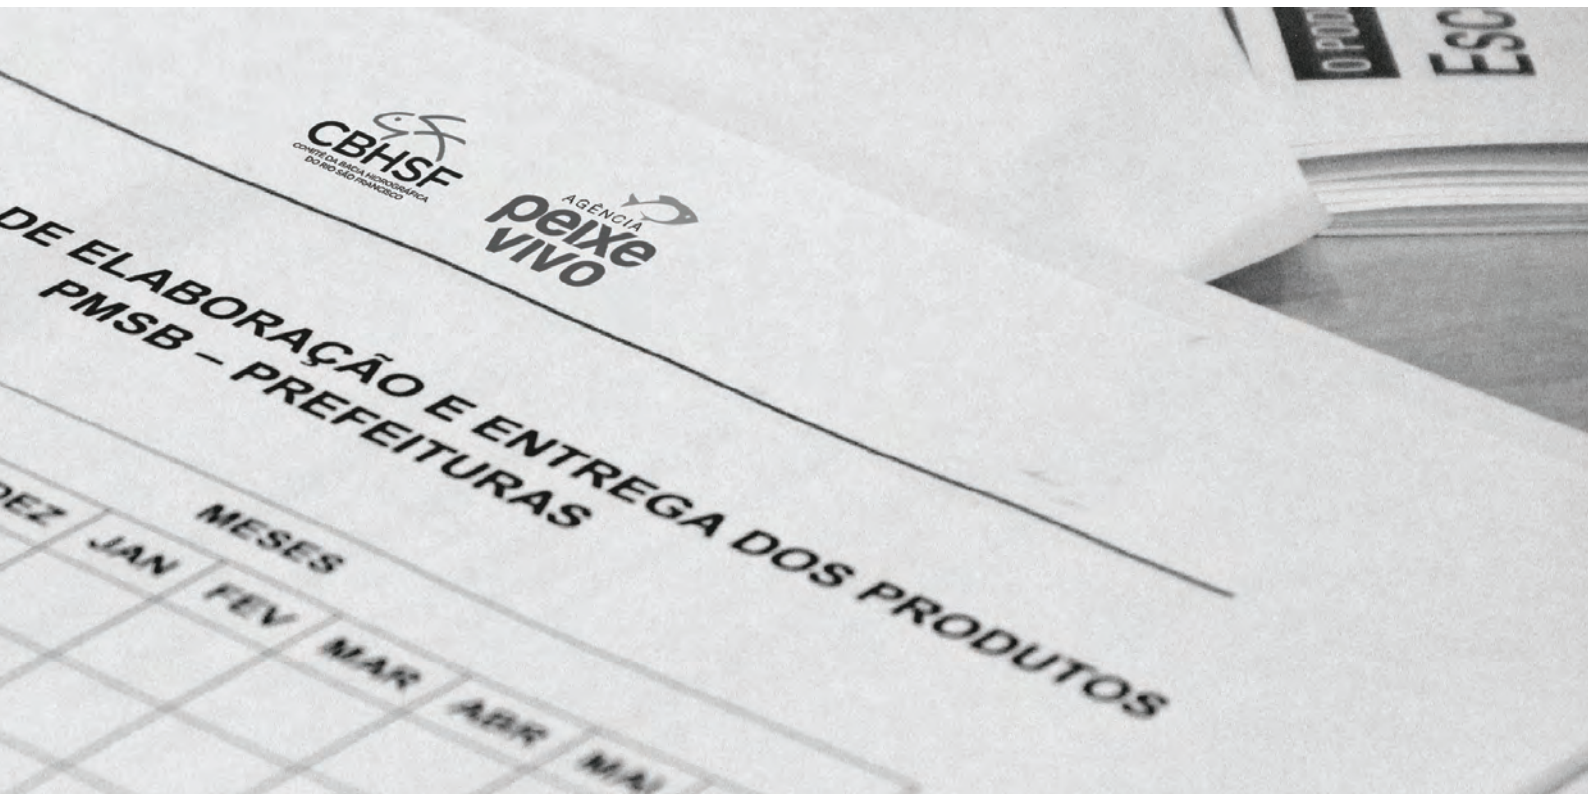 O POD
ESC
CBHSF
COMITÊ DA BACIA HIDROGRÁFICA
DO RIO SÃO FRANCISCO
AGÊNCIA
peixe
vivo
DE ELABORAÇÃO E ENTREGA DOS PRODUTOS
PMSB – PREFEITURAS
MESES
DEZ JAN FEV MAR ABR MAI